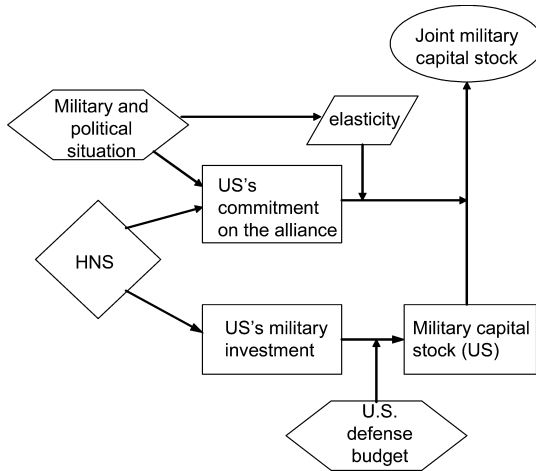 Joint military
capital stock
Military and
political
situation
elasticity
US's
commitment
on the alliance
HNS
US's military
investment
Military capital
stock (US)
U.S.
defense
budget